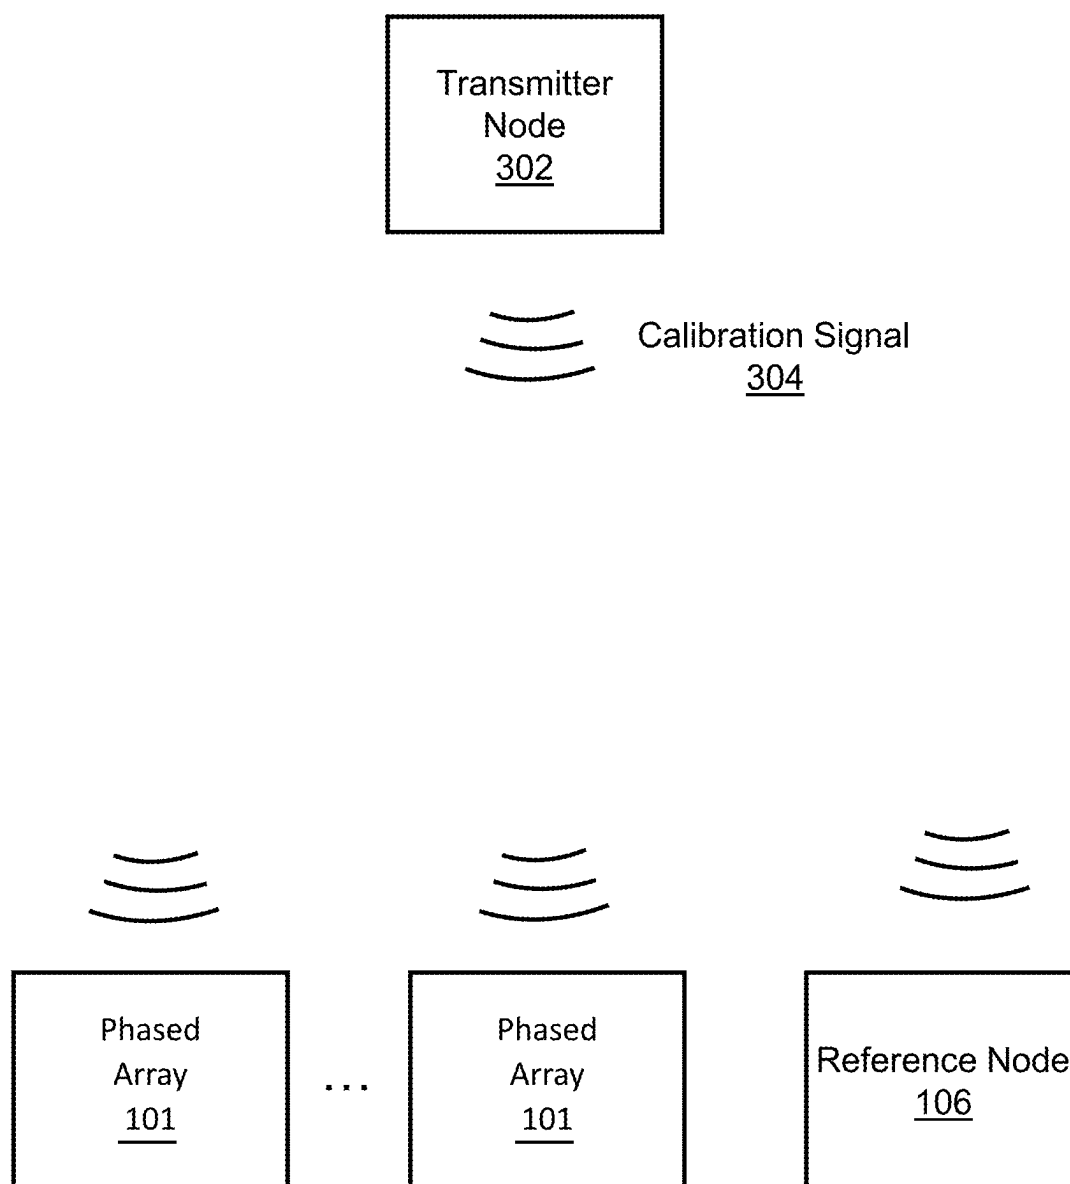 Transmitter
Node
302
Calibration Signal
304
Phased
Array
101
...
Phased
Array
101
Reference Node
106